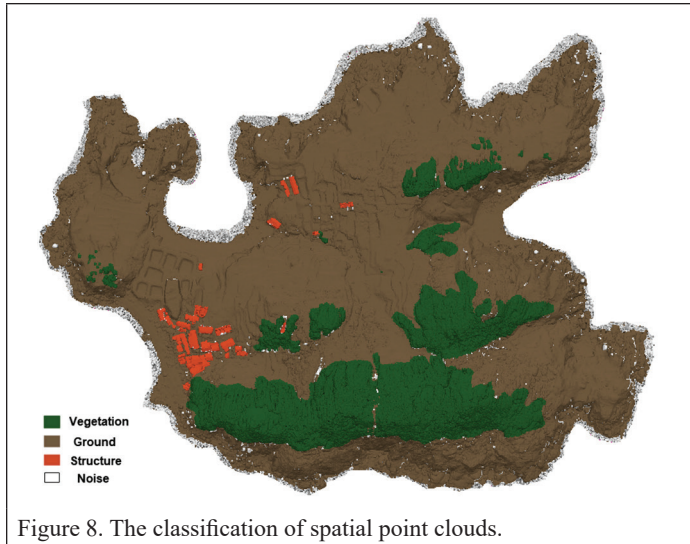 Vegetation
Ground
Structure
Noise
Figure 8. The classification of spatial point clouds.